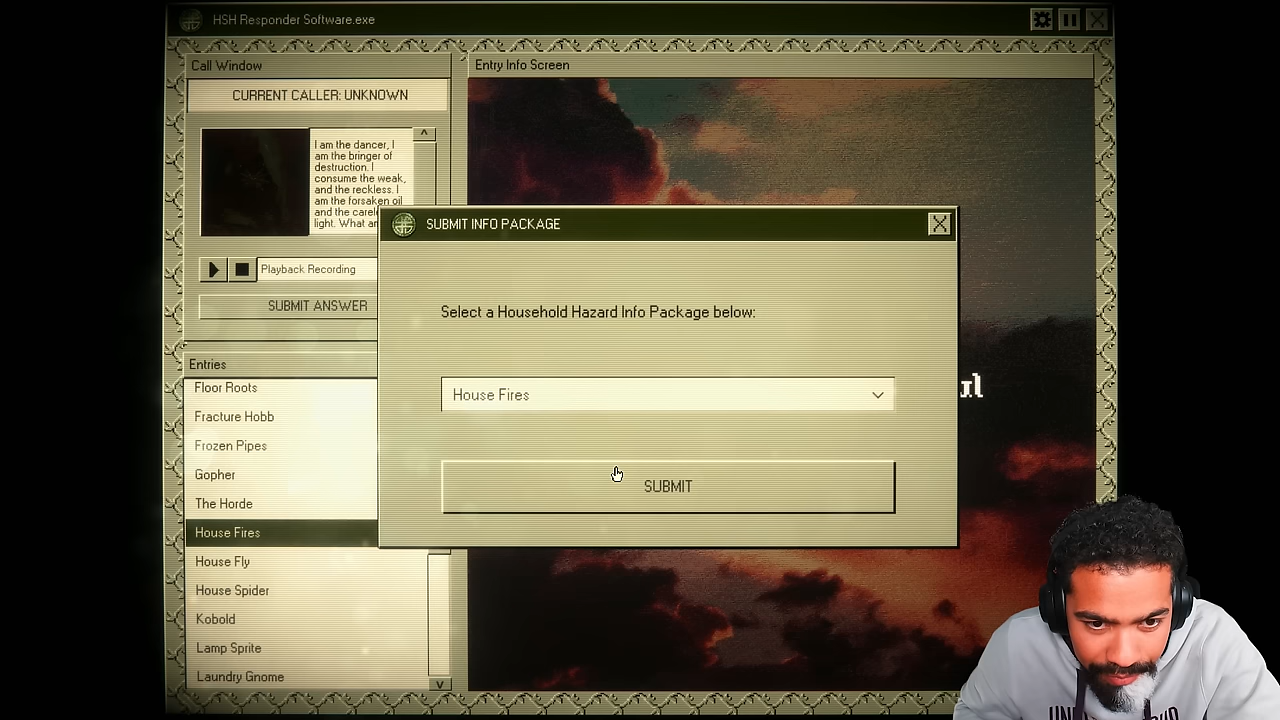 HSH Responder Software.exe
Call Window
CURRENT CALLER: UNKNOWN
I am the dancer, I
am the bringer of
destruction. I
consume the weak,
and the reckless. I
am the forsaken oil
and the
light. What
Playback Recording
SUBMIT ANSWER
Entries
Floor Roots
Fracture Hobb
Frozen Pipes
Gopher
The Horde
House Fires
House Fly
House Spider
Kobold
Lamp Sprite
Laundry Gnome
Entry Info Screen
SUBMIT INFO PACKAGE
Select a Household Hazard Info Package below:
House Fires
SUBMIT